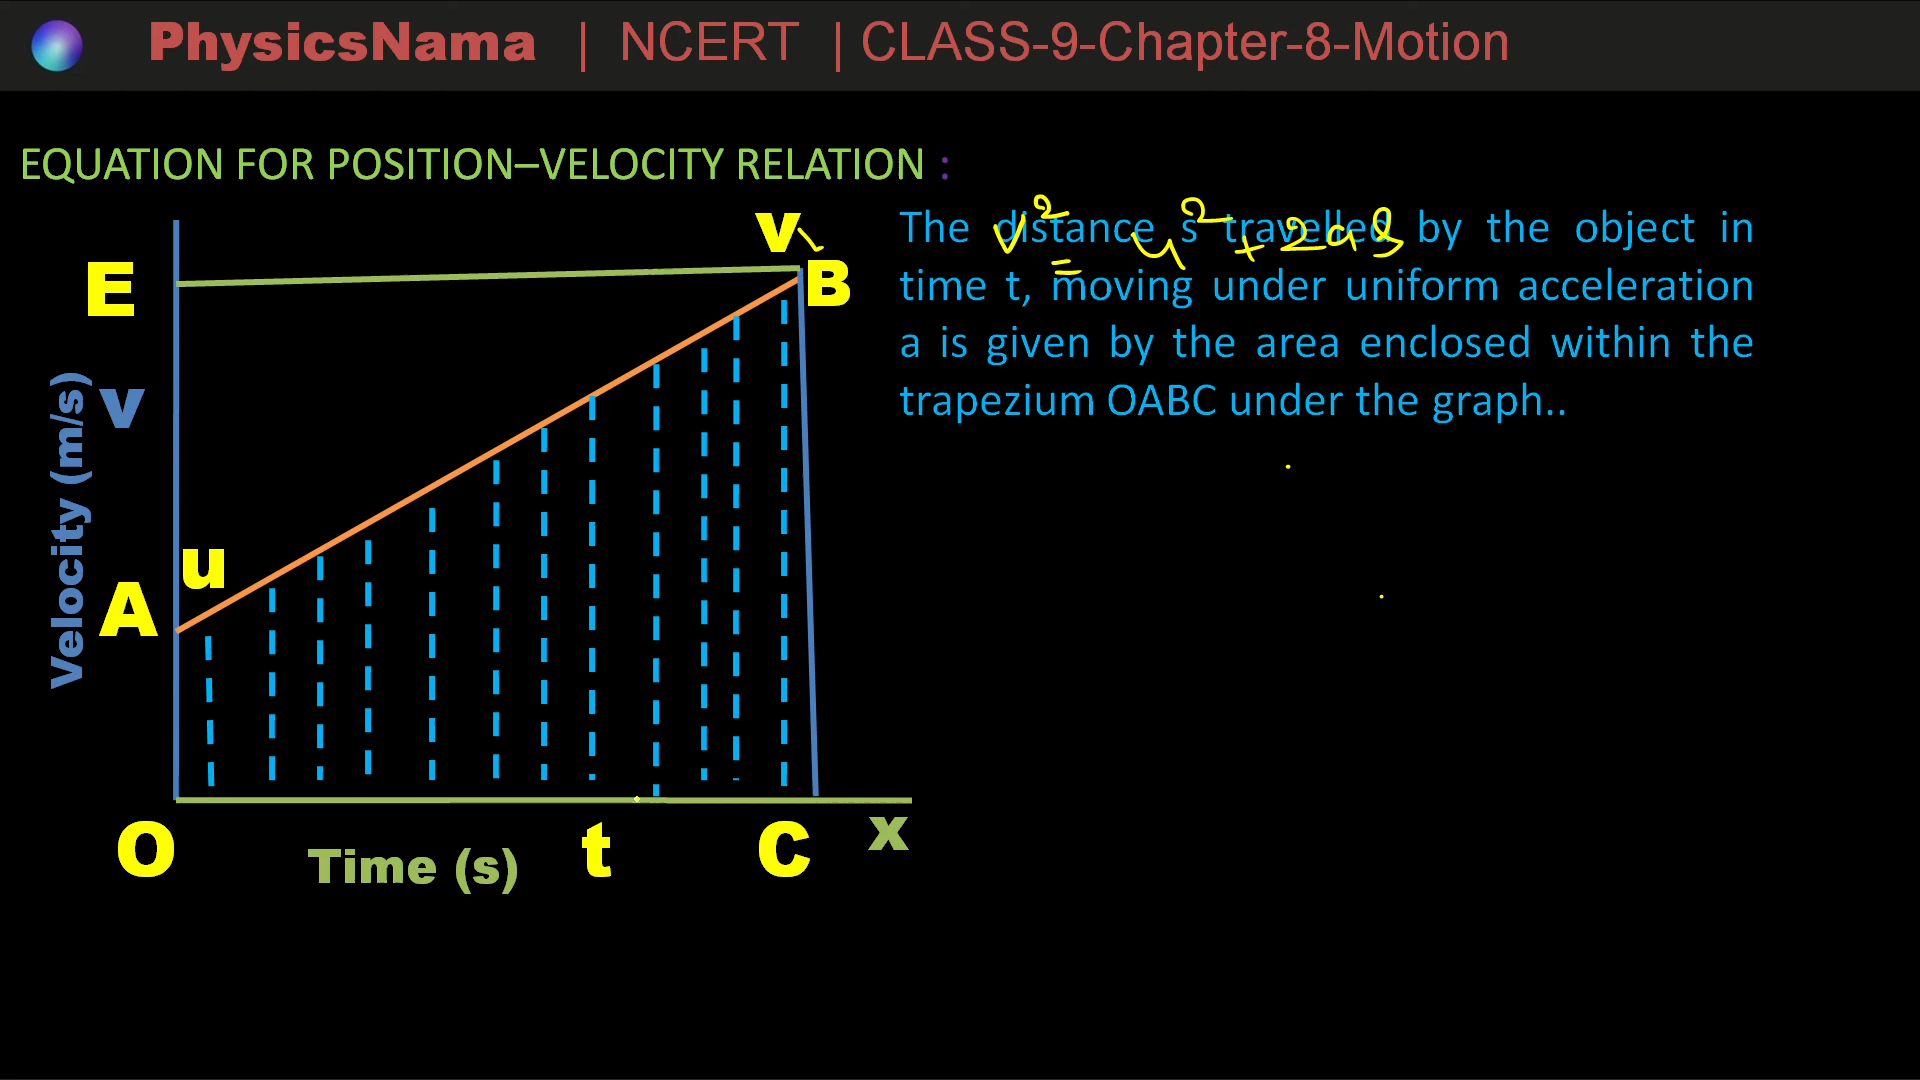 PhysicsNama | NCERT | CLASS-9-Chapter-8-Motion
EQUATION FOR POSITION–VELOCITY RELATION :
v² = u² + 2as
The distance s travelled by the object in
time t, moving under uniform acceleration
a is given by the area enclosed within the
trapezium OABC under the graph..
v
E
B
v
Velocity (m/s)
u
A
O
Time (s)
t
C
x